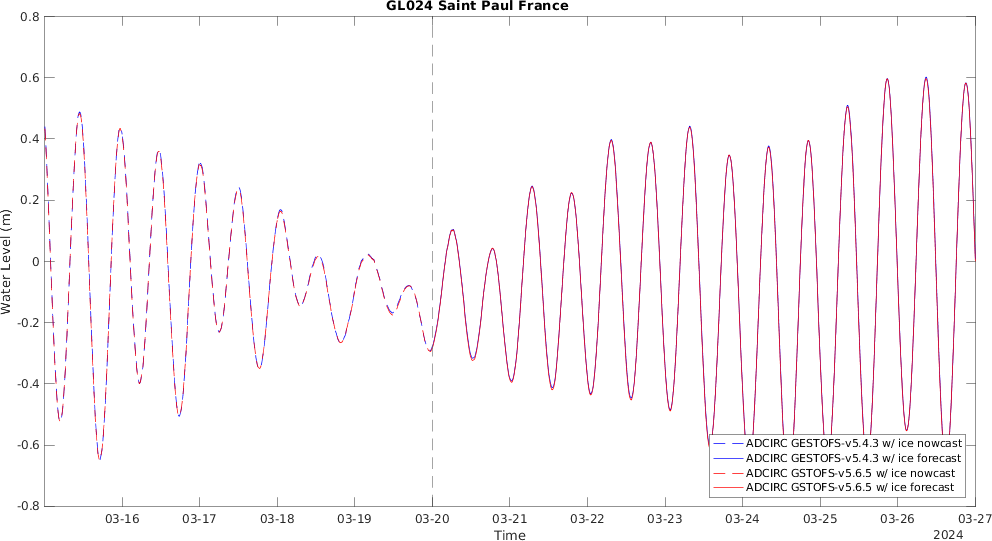 GL024 Saint Paul France
0.8
0.6
0.4
0.2
0
-0.2
-0.4
-0.6
-0.8
Water Level (m)
ADCIRC GESTOFS-v5.4.3 w/ ice nowcast
ADCIRC GESTOFS-v5.4.3 w/ ice forecast
ADCIRC GSTOFS-v5.6.5 w/ ice nowcast
ADCIRC GSTOFS-v5.6.5 w/ ice forecast
03-16 03-17 03-18 03-19 03-20 03-21 03-22 03-23 03-24 03-25 03-26 03-27
Time
2024